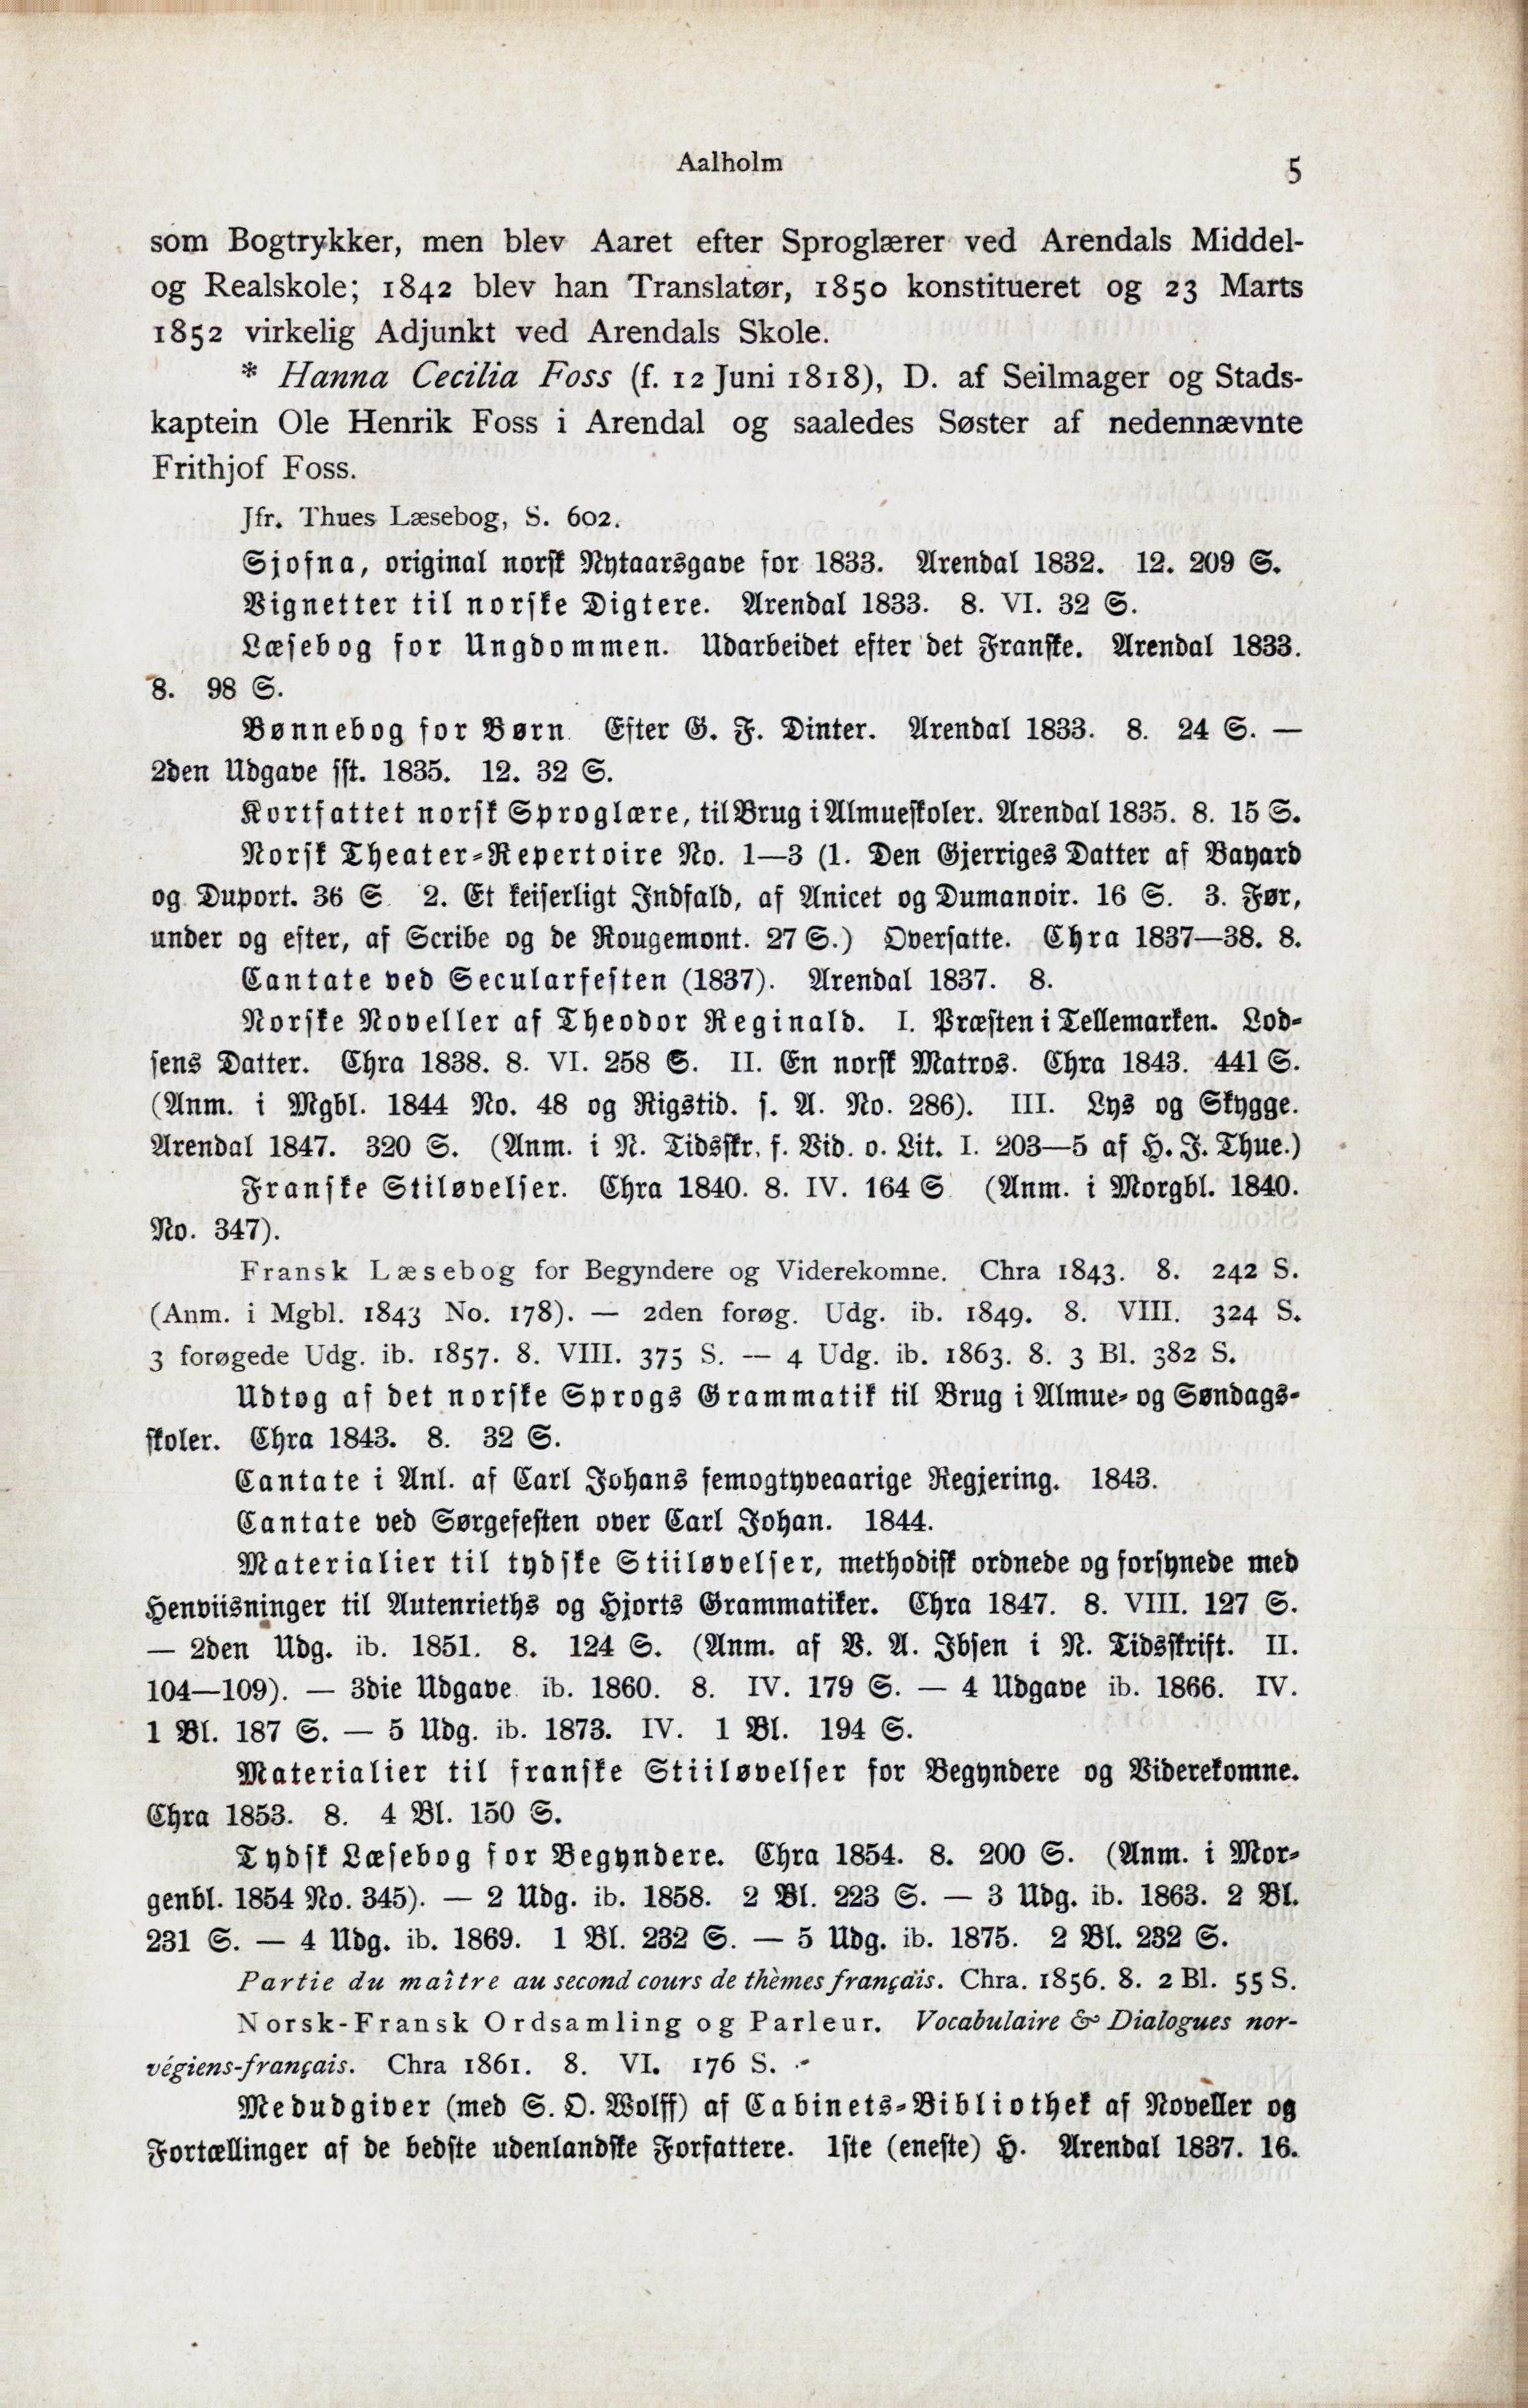 Aalholm 5
som Bogtrykker, men blev Aaret efter Sproglærer ved Arendals Middel-
og Realskole; 1842 blev han Translatør, 1850 konstitueret og 23 Marts
1852 virkelig Adjunkt ved Arendals Skole.
* Hanna Cecilia Foss (f. 12 Juni 1818), D. af Seilmager og Stads-
kaptein Ole Henrik Foss i Arendal og saaledes Søster af nedennævnte
Frithjof Foss.
Jfr. Thues Læsebog, S. 602.
Sjofna, original norsk Nytaarsgave for 1833. Arendal 1832. 12. 209 S.
Vignetter til norske Digtere. Arendal 1833. 8. VI. 32 S.
Læsebog for Ungdommen. Udarbeidet efter det Franske. Arendal 1833.
8. 98 S.
Bønnebog for Børn. Efter G. F. Dinter. Arendal 1833. 8. 24 S. —
2den Udgave sst. 1835. 12. 32 S.
Kortfattet norsk Sproglære, til Brug i Almueskoler. Arendal 1835. 8. 15 S.
Norsk Theater-Repertoire No. 1—3 (1. Den Gjerriges Datter af Bayard
og Duport. 36 S. 2. Et keiserligt Indfald, af Anicet og Dumanoir. 16 S. 3. Før,
under og efter, af Scribe og de Rougemont. 27 S.) Oversatte. Chra 1837—38. 8.
Cantate ved Secularfesten (1837). Arendal 1837. 8.
Norske Noveller af Theodor Reginald. I. Præsten i Tellemarken. Lod-
sens Datter. Chra 1838. 8. VI. 258 S. II. En norsk Matros. Chra 1843. 441 S.
(Anm. i Mgbl. 1844 No. 48 og Rigstid. s. A. No. 286). III. Lys og Skygge.
Arendal 1847. 320 S. (Anm. i N. Tidsskr. f. Vid. o. Lit. I. 203—5 af H. J. Thue.)
Franske Stiløvelser. Chra 1840. 8. IV. 164 S. (Anm. i Morgbl. 1840.
No. 347).
Fransk Læsebog for Begyndere og Viderekomne. Chra 1843. 8. 242 S.
(Anm. i Mgbl. 1843 No. 178). — 2den forøg. Udg. ib. 1849. 8. VIII. 324 S.
3 forøgede Udg. ib. 1857. 8. VIII. 375 S. — 4 Udg. ib. 1863. 8. 3 Bl. 382 S.
Udtog af det norske Sprogs Grammatik til Brug i Almue- og Søndags-
skoler. Chra 1843. 8. 32 S.
Cantate i Anl. af Carl Johans femogtyveaarige Regjering. 1843.
Cantate ved Sørgefesten over Carl Johan. 1844.
Materialier til tydske Stiiløvelser, methodisk ordnede og forsynede med
Henviisninger til Autenrieths og Hjorts Grammatiker. Chra 1847. 8. VIII. 127 S.
— 2den Udg. ib. 1851. 8. 124 S. (Anm. af V. A. Ibsen i N. Tidsskrift. II.
104—109). — 3die Udgave ib. 1860. 8. IV. 179 S. — 4 Udgave ib. 1866. IV.
1 Bl. 187 S. — 5 Udg. ib. 1873. IV. 1 Bl. 194 S.
Materialier til franske Stiiløvelser for Begyndere og Viderekomne.
Chra 1853. 8. 4 Bl. 150 S.
Tydsk Læsebog for Begyndere. Chra 1854. 8. 200 S. (Anm. i Mor-
genbl. 1854 No. 345). — 2 Udg. ib. 1858. 2 Bl. 223 S. — 3 Udg. ib. 1863. 2 Bl.
231 S. — 4 Udg. ib. 1869. 1 Bl. 232 S. — 5 Udg. ib. 1875. 2 Bl. 232 S.
Partie du maître au second cours de thèmes français. Chra. 1856. 8. 2 Bl. 55 S.
Norsk-Fransk Ordsamling og Parleur. Vocabulaire & Dialogues nor-
végiens-français. Chra 1861. 8. VI. 176 S.
Medudgiver (med S. O. Wolff) af Cabinets-Bibliothek af Noveller og
Fortællinger af de bedste udenlandske Forfattere. 1ste (eneste) H. Arendal 1837. 16.